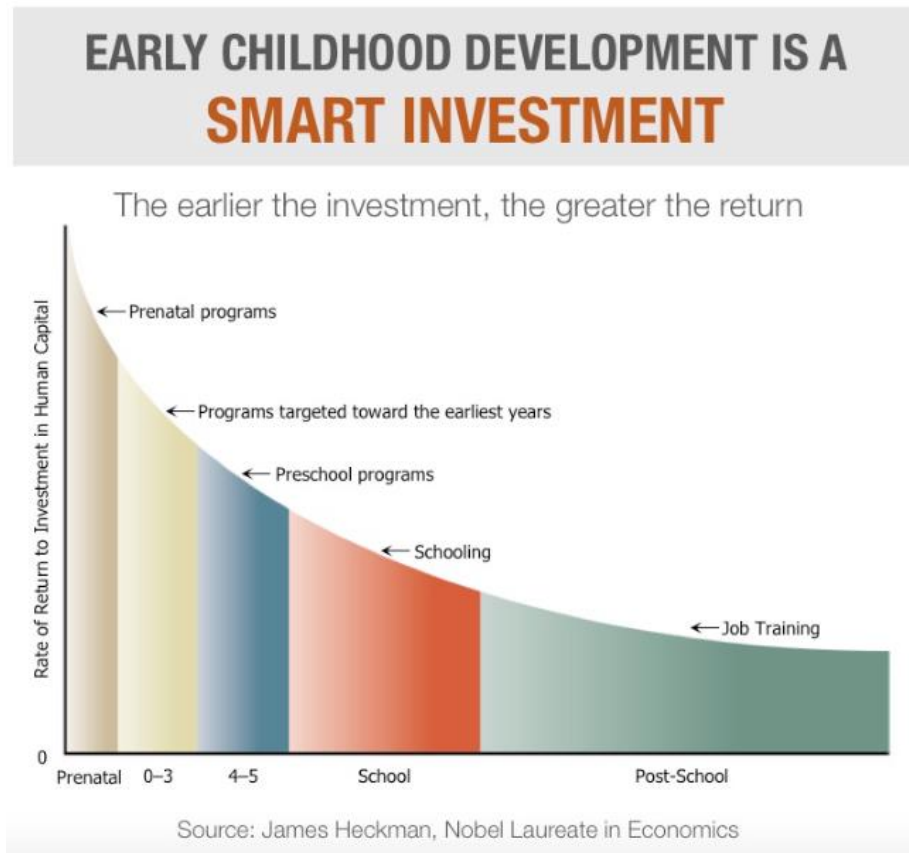 EARLY CHILDHOOD DEVELOPMENT IS A
SMART INVESTMENT
The earlier the investment, the greater the return
Rate of Return to Investment in Human Capital
Prenatal programs
Programs targeted toward the earliest years
Preschool programs
Schooling
Job Training
0
Prenatal
0–3
4–5
School
Post-School
Source: James Heckman, Nobel Laureate in Economics